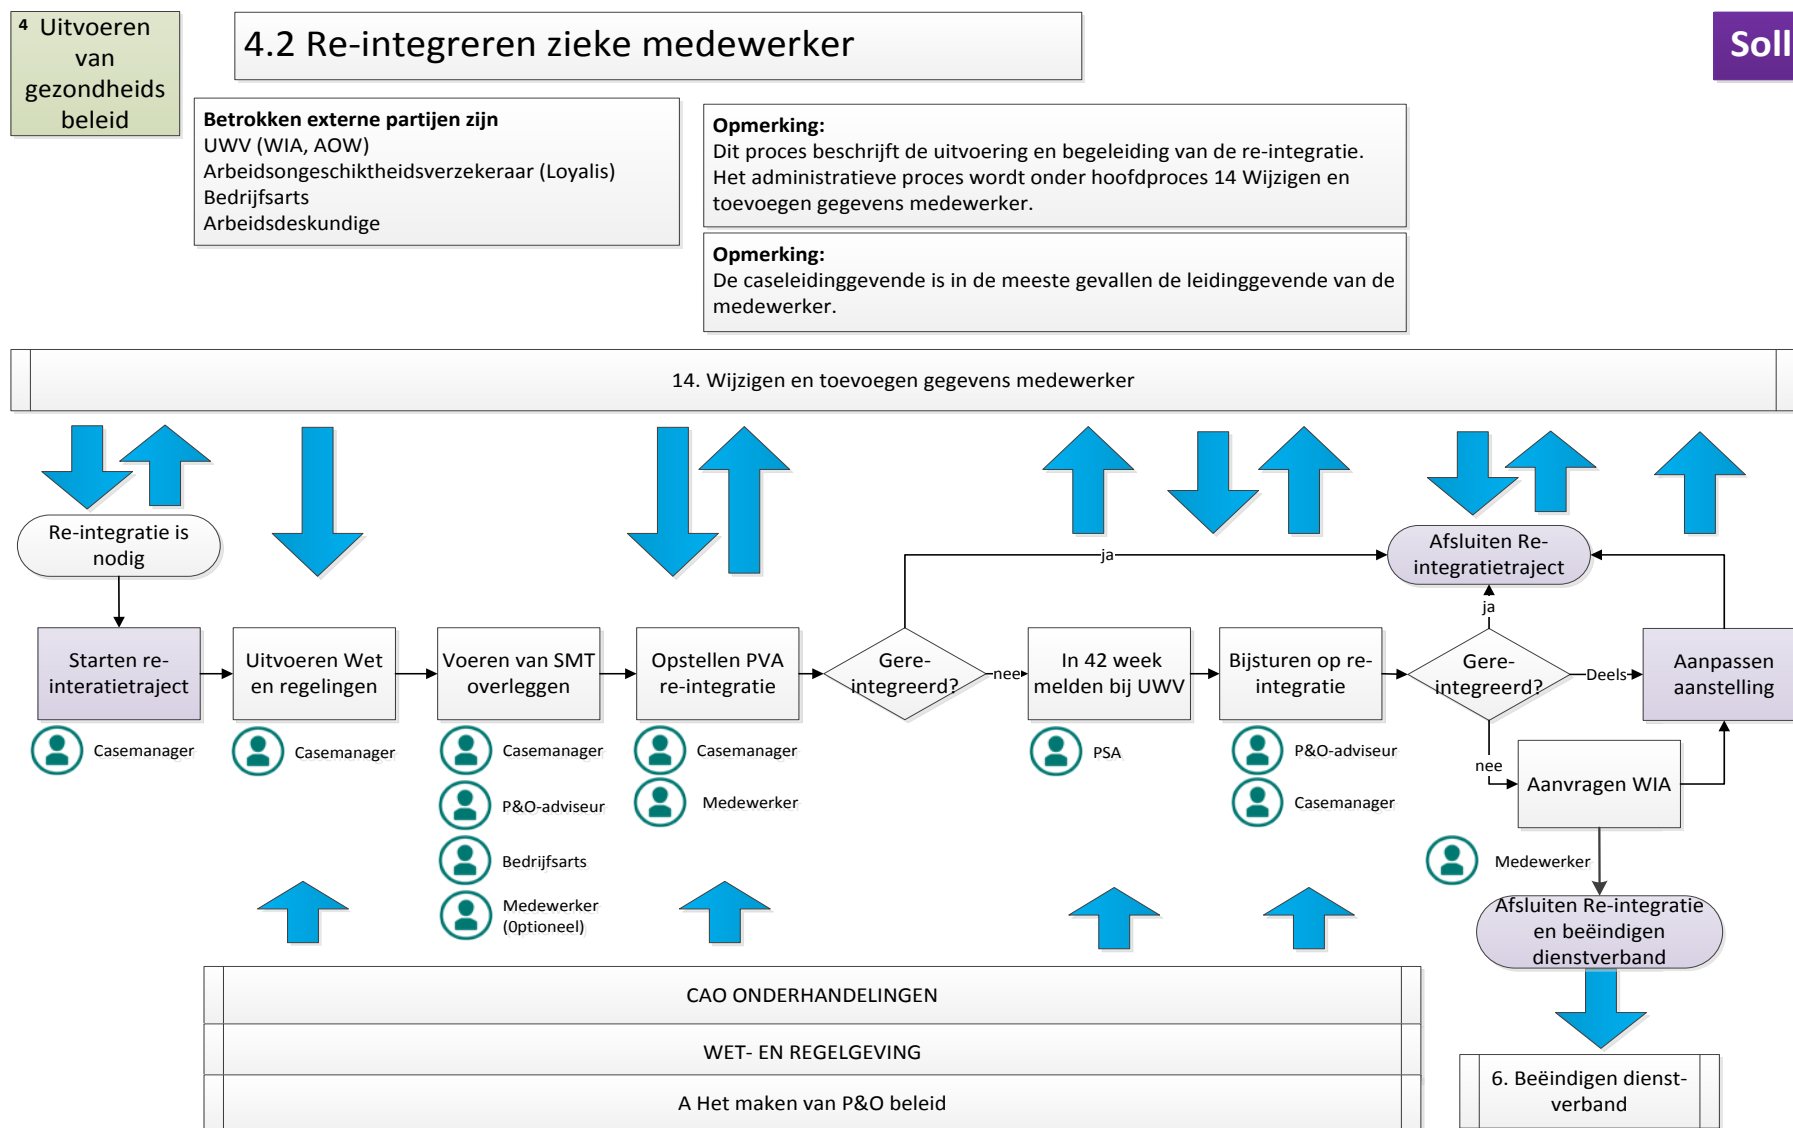 4 Uitvoeren
van
gezondheids
beleid
4.2 Re-integreren zieke medewerker
Soll
Betrokken externe partijen zijn
UWV (WIA, AOW)
Arbeidsongeschiktheidsverzekeraar (Loyalis)
Bedrijfsarts
Arbeidsdeskundige
Opmerking:
Dit proces beschrijft de uitvoering en begeleiding van de re-integratie.
Het administratieve proces wordt onder hoofdproces 14 Wijzigen en
toevoegen gegevens medewerker.
Opmerking:
De caseleidinggevende is in de meeste gevallen de leidinggevende van de
medewerker.
14. Wijzigen en toevoegen gegevens medewerker
Re-integratie is
nodig
ja
Afsluiten Re-
integratietraject
ja
Starten re-
interatietraject
Uitvoeren Wet
en regelingen
Voeren van SMT
overleggen
Opstellen PVA
re-integratie
Gere-
integreerd?
nee
In 42 week
melden bij UWV
Bijsturen op re-
integratie
Gere-
integreerd?
Deels
Aanpassen
aanstelling
Casemanager
Casemanager
Casemanager
P&O-adviseur
Bedrijfsarts
Medewerker
(0ptioneel)
Casemanager
Medewerker
PSA
P&O-adviseur
Casemanager
nee
Aanvragen WIA
Medewerker
Afsluiten Re-integratie
en beëindigen
dienstverband
CAO ONDERHANDELINGEN
WET- EN REGELGEVING
A Het maken van P&O beleid
6. Beëindigen dienst-
verband